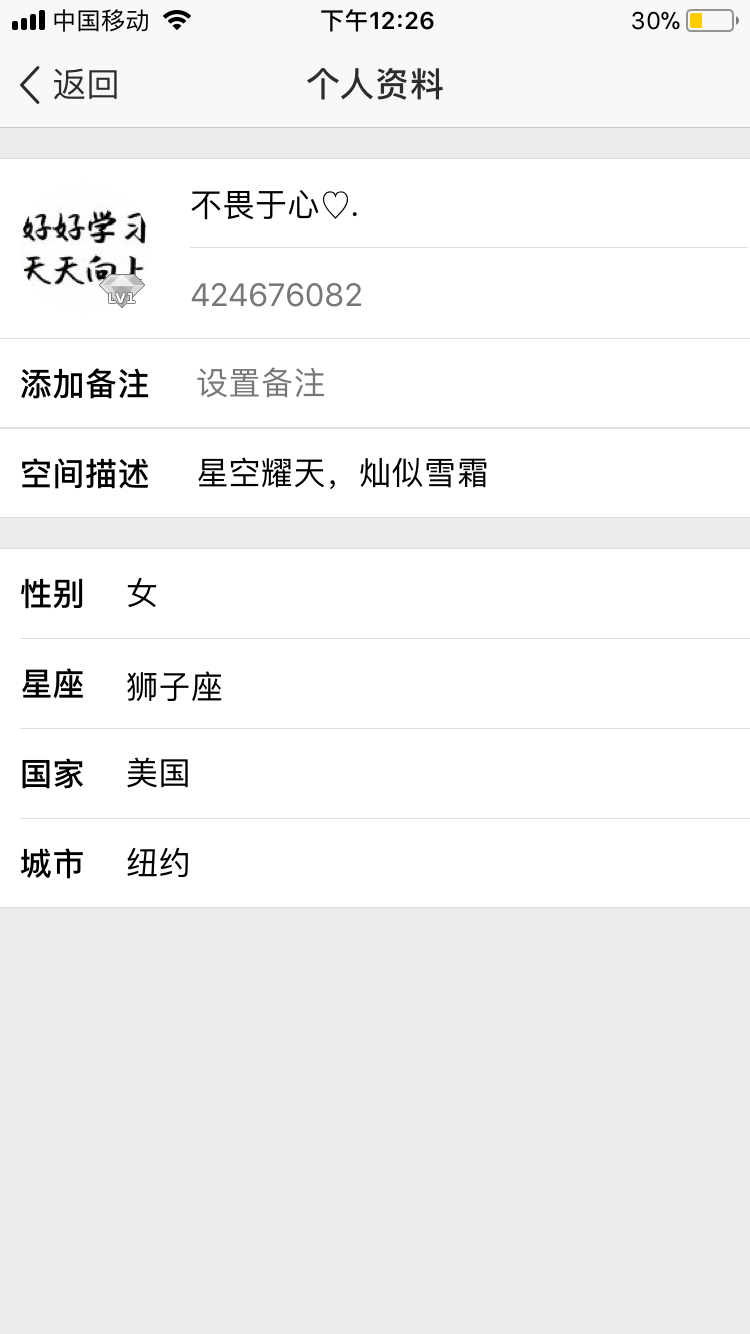 中国移动 下午12:26 30%
返回 个人资料
不畏于心♡.
好好学习
天天向上
LV1
424676082
添加备注 设置备注
空间描述 星空耀天，灿似雪霜
性别 女
星座 狮子座
国家 美国
城市 纽约